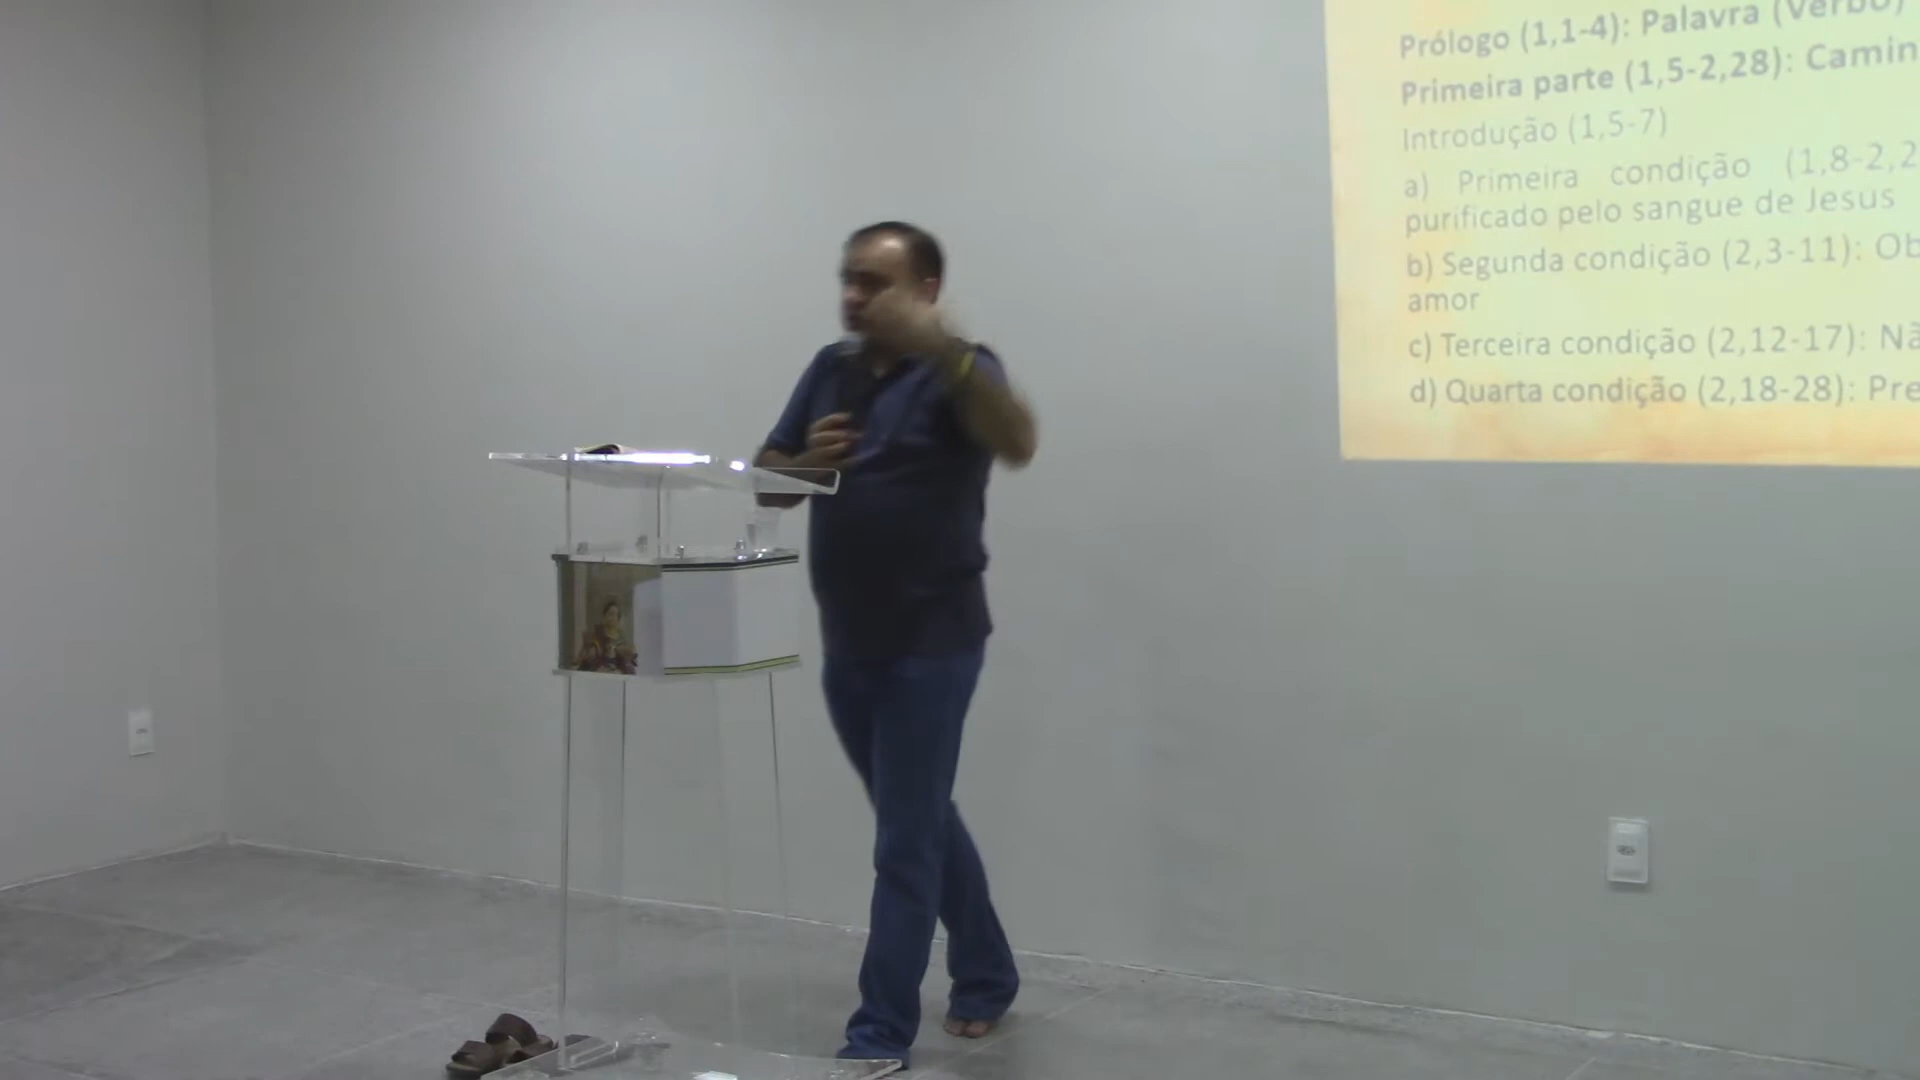 Prólogo (1,1-4): Palavra (Verbo)
Primeira parte (1,5-2,28): Camin
Introdução (1,5-7)
a) Primeira condição (1,8-2,2
purificado pelo sangue de Jesus
b) Segunda condição (2,3-11): Ob
amor
c) Terceira condição (2,12-17): Nã
d) Quarta condição (2,18-28): Pre